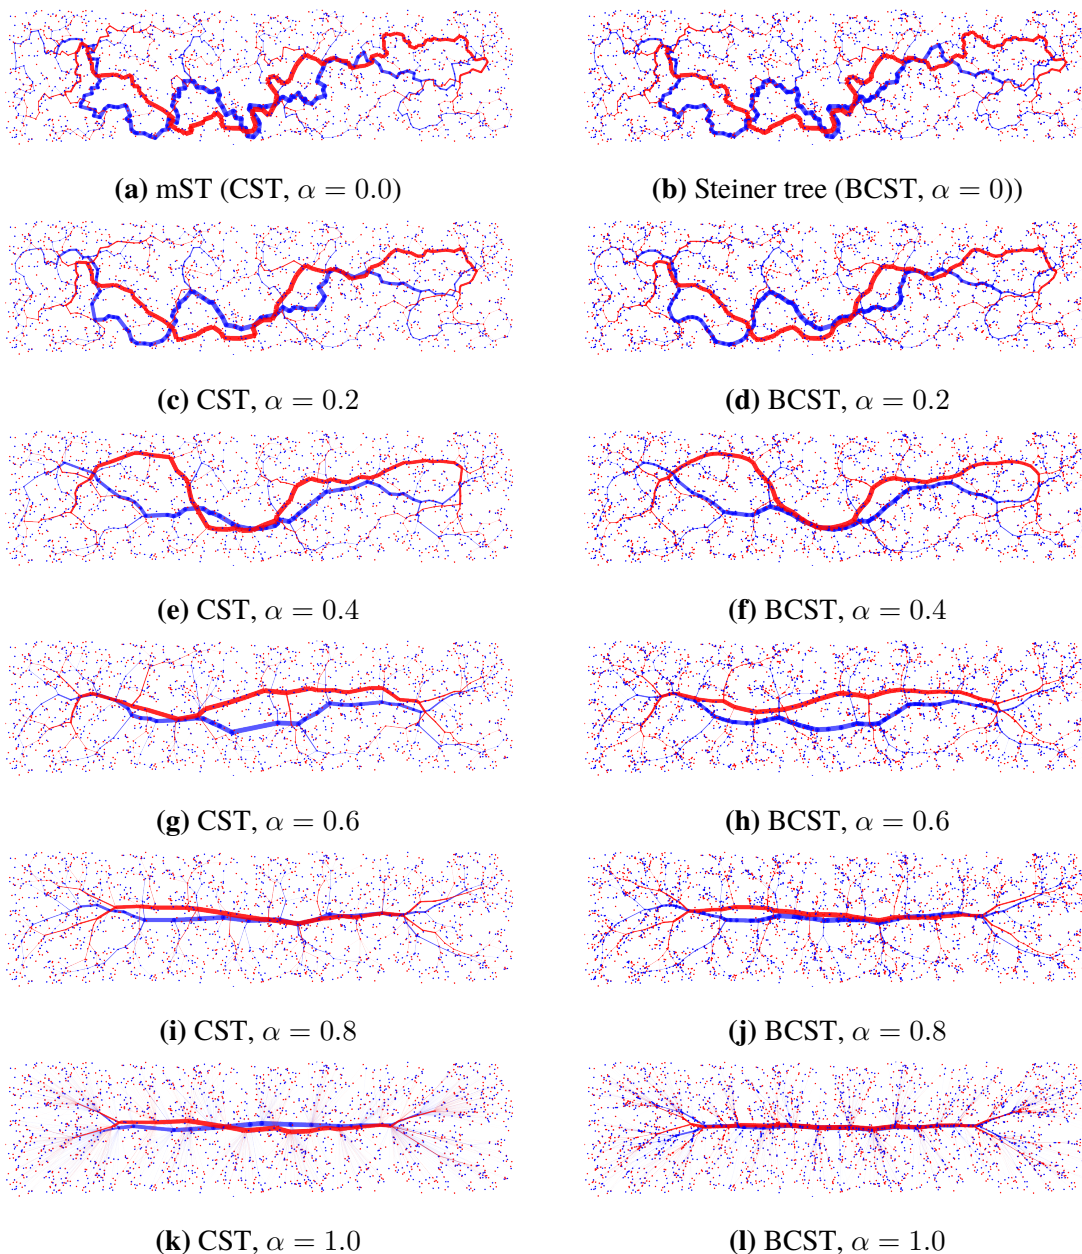 (a) mST (CST, α = 0.0)
(b) Steiner tree (BCST, α = 0))
(c) CST, α = 0.2
(d) BCST, α = 0.2
(e) CST, α = 0.4
(f) BCST, α = 0.4
(g) CST, α = 0.6
(h) BCST, α = 0.6
(i) CST, α = 0.8
(j) BCST, α = 0.8
(k) CST, α = 1.0
(l) BCST, α = 1.0